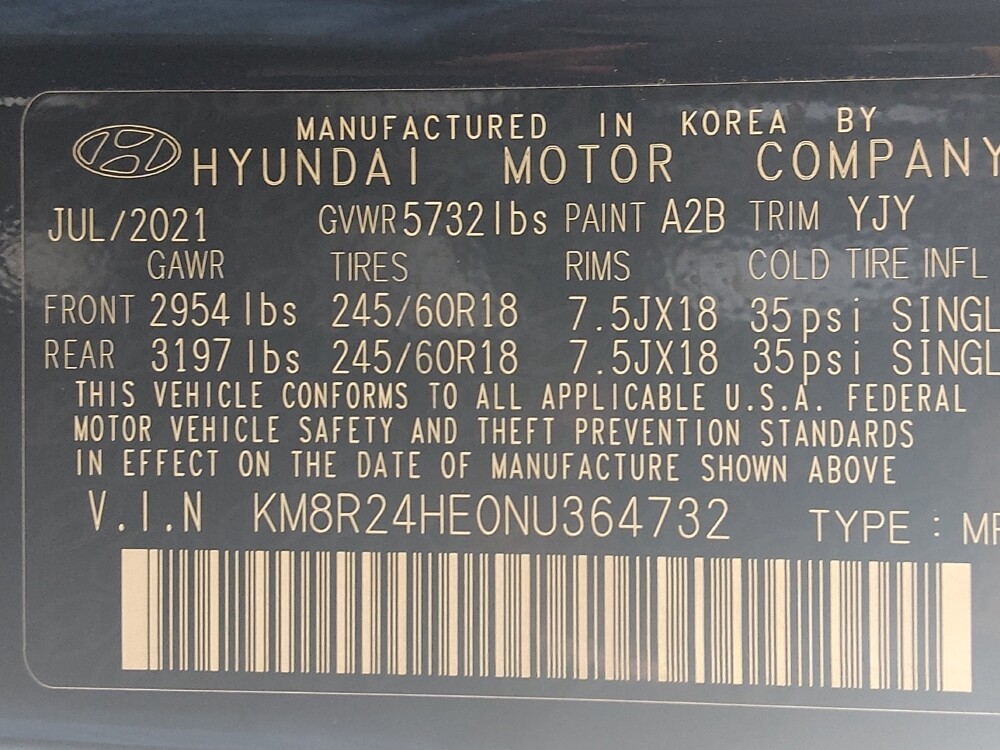 MANUFACTURED IN KOREA BY
HYUNDAI MOTOR COMPANY
JUL/2021 GVWR 5732 lbs PAINT A2B TRIM YJY
GAWR TIRES RIMS COLD TIRE INFL
FRONT 2954 lbs 245/60R18 7.5JX18 35psi SINGL
REAR 3197 lbs 245/60R18 7.5JX18 35psi SINGL
THIS VEHICLE CONFORMS TO ALL APPLICABLE U.S.A. FEDERAL
MOTOR VEHICLE SAFETY AND THEFT PREVENTION STANDARDS
IN EFFECT ON THE DATE OF MANUFACTURE SHOWN ABOVE
V.I.N KM8R24HE0NU364732 TYPE : MP